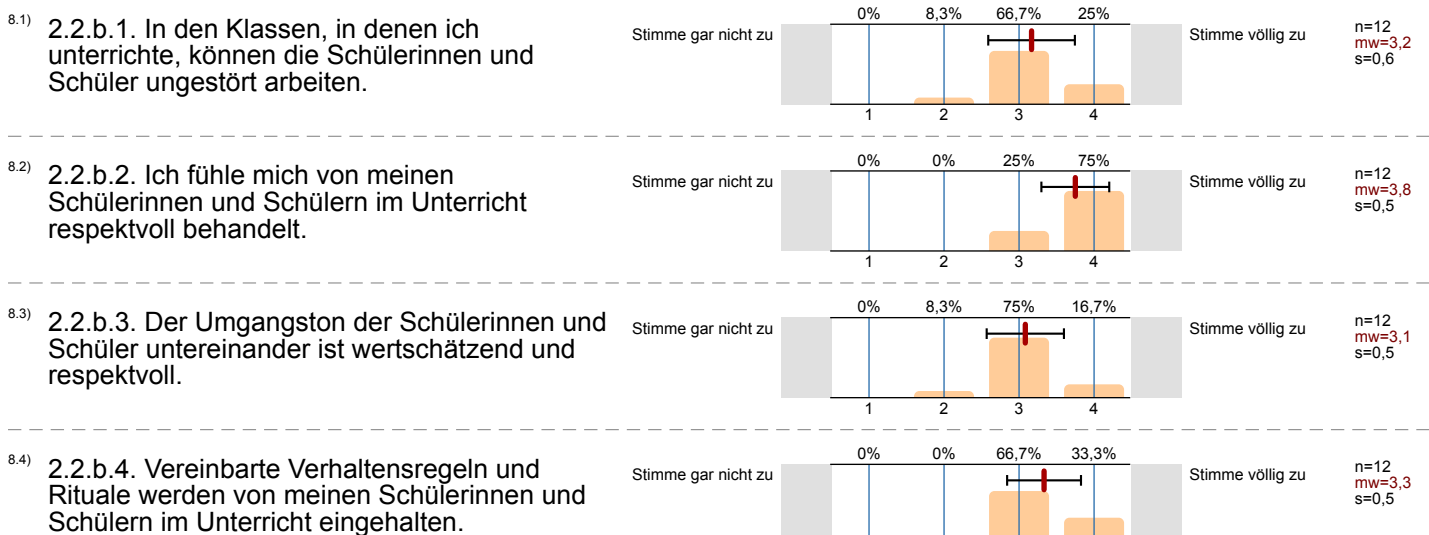 8.1) 2.2.b.1. In den Klassen, in denen ich
unterrichte, können die Schülerinnen und
Schüler ungestört arbeiten.
Stimme gar nicht zu
0% 8,3% 66,7% 25%
1 2 3 4
Stimme völlig zu
n=12
mw=3,2
s=0,6
8.2) 2.2.b.2. Ich fühle mich von meinen
Schülerinnen und Schülern im Unterricht
respektvoll behandelt.
Stimme gar nicht zu
0% 0% 25% 75%
1 2 3 4
Stimme völlig zu
n=12
mw=3,8
s=0,5
8.3) 2.2.b.3. Der Umgangston der Schülerinnen und
Schüler untereinander ist wertschätzend und
respektvoll.
Stimme gar nicht zu
0% 8,3% 75% 16,7%
1 2 3 4
Stimme völlig zu
n=12
mw=3,1
s=0,5
8.4) 2.2.b.4. Vereinbarte Verhaltensregeln und
Rituale werden von meinen Schülerinnen und
Schülern im Unterricht eingehalten.
Stimme gar nicht zu
0% 0% 66,7% 33,3%
Stimme völlig zu
n=12
mw=3,3
s=0,5